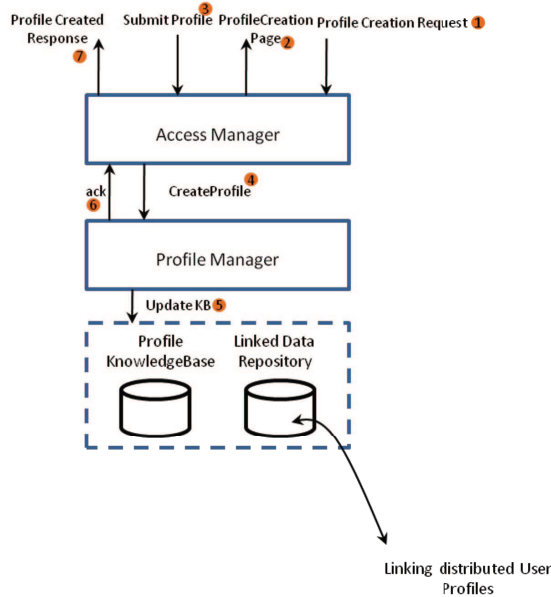 Profile Created
Response
7
Submit Profile 3
ProfileCreation
Page 2
Profile Creation Request 1
Access Manager
ack
6
CreateProfile 4
Profile Manager
Update KB 5
Profile
KnowledgeBase
Linked Data
Repository
Linking distributed User
Profiles